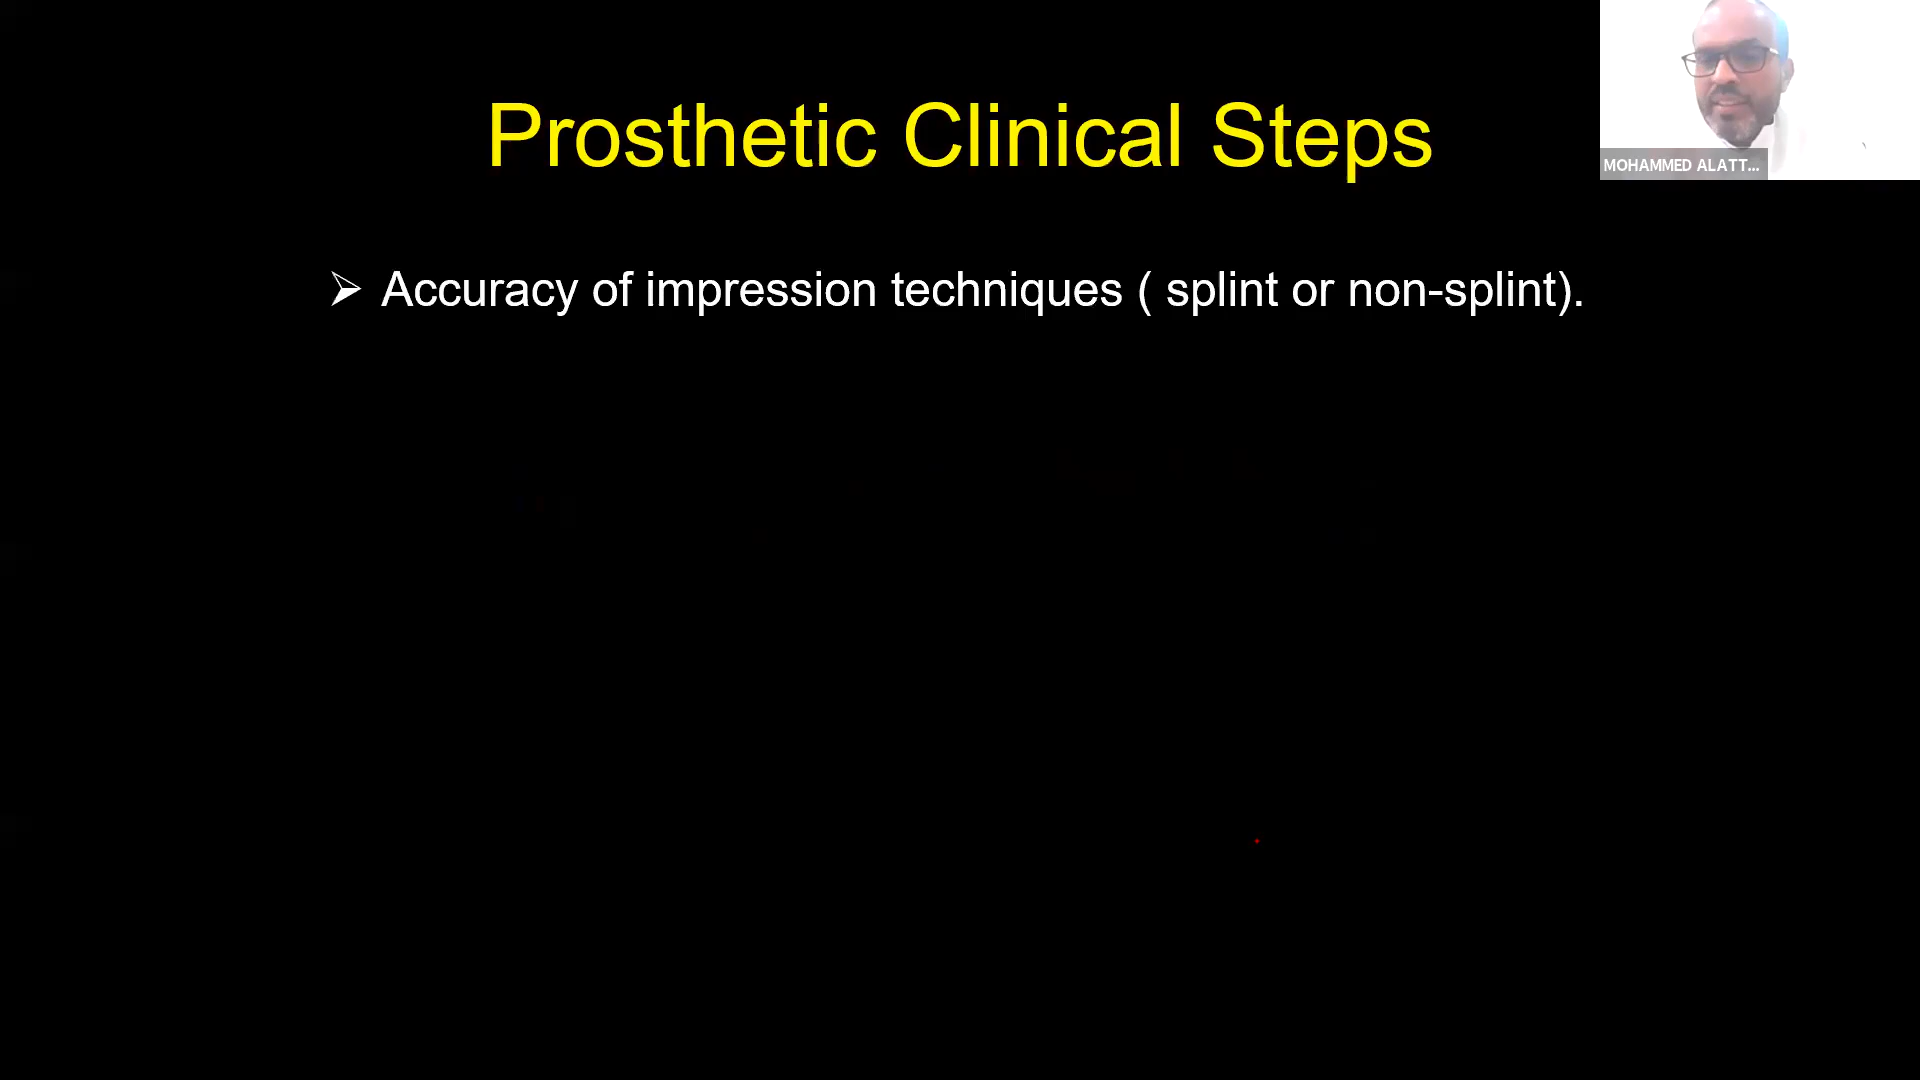 Prosthetic Clinical Steps
MOHAMMED ALATT...
➢ Accuracy of impression techniques ( splint or non-splint).